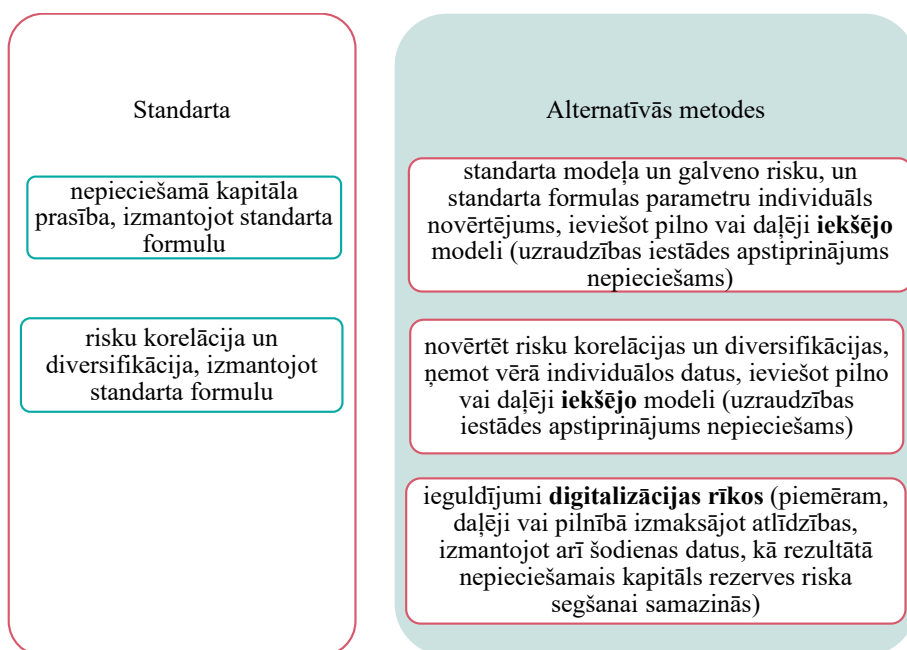 Standarta
nepieciešamā kapitāla
prasība, izmantojot standarta
formulu
risku korelācija un
diversifikācija, izmantojot
standarta formulu
Alternatīvās metodes
standarta modeļa un galveno risku, un
standarta formulas parametru individuāls
novērtējums, ieviešot pilno vai daļēji iekšējo
modeli (uzraudzības iestādes apstiprinājums
nepieciešams)
novērtēt risku korelācijas un diversifikācijas,
ņemot vērā individuālos datus, ieviešot pilno
vai daļēji iekšējo modeli (uzraudzības
iestādes apstiprinājums nepieciešams)
ieguldījumi digitalizācijas rīkos (piemēram,
daļēji vai pilnībā izmaksājot atlīdzības,
izmantojot arī šodienas datus, kā rezultātā
nepieciešamais kapitāls rezerves riska
segšanai samazinās)